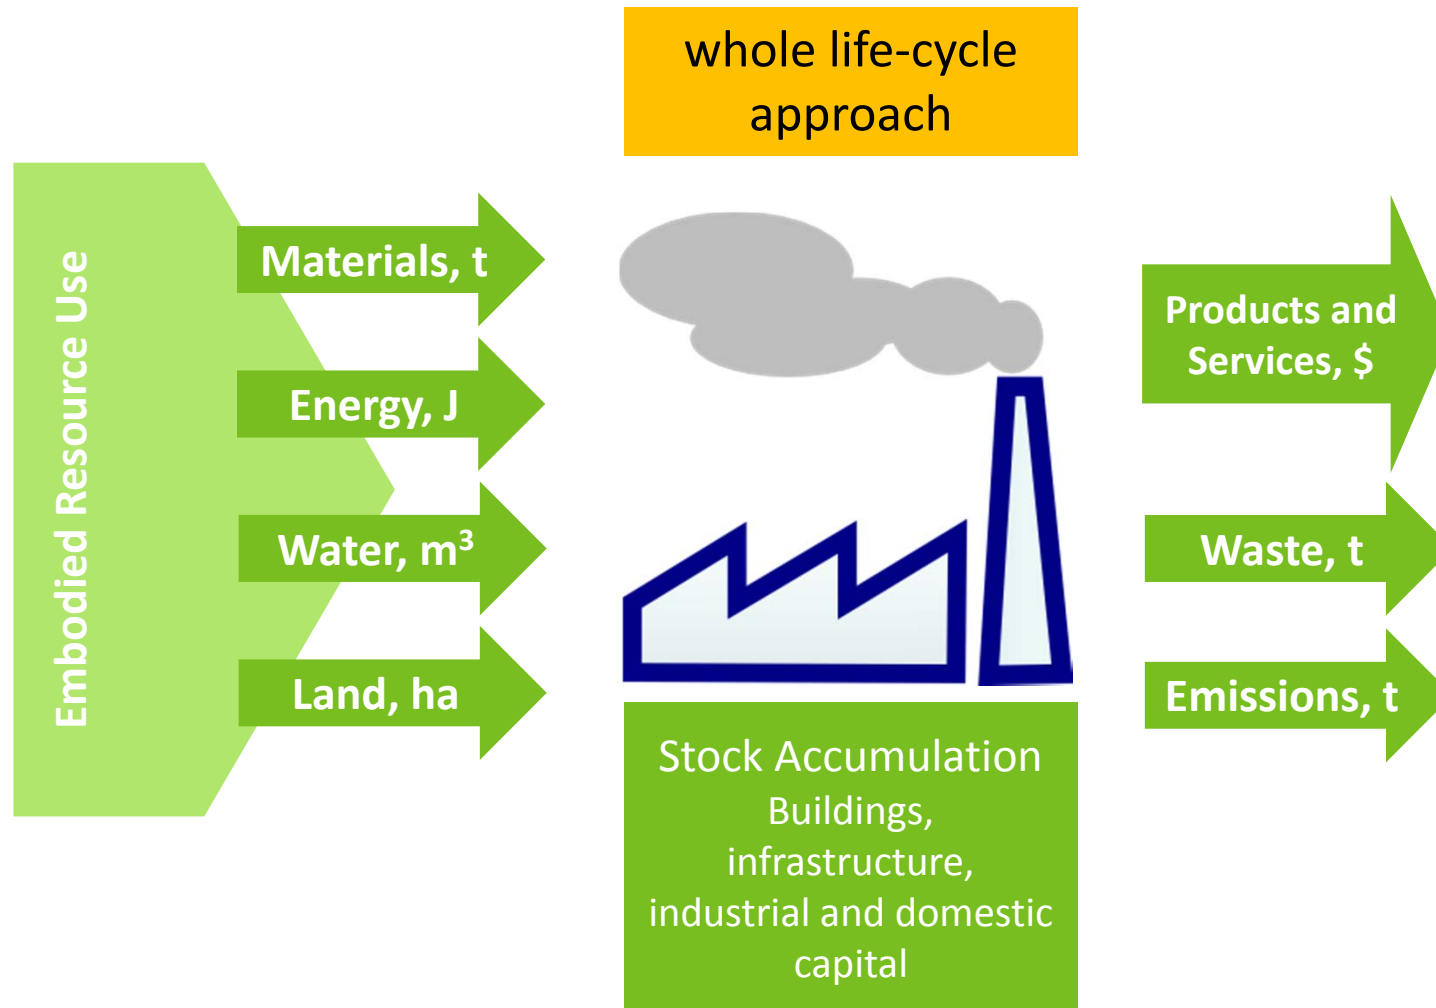 whole life-cycle
approach
Embodied Resource Use
Materials, t
Energy, J
Water, m³
Land, ha
Products and
Services, $
Waste, t
Emissions, t
Stock Accumulation
Buildings,
infrastructure,
industrial and domestic
capital